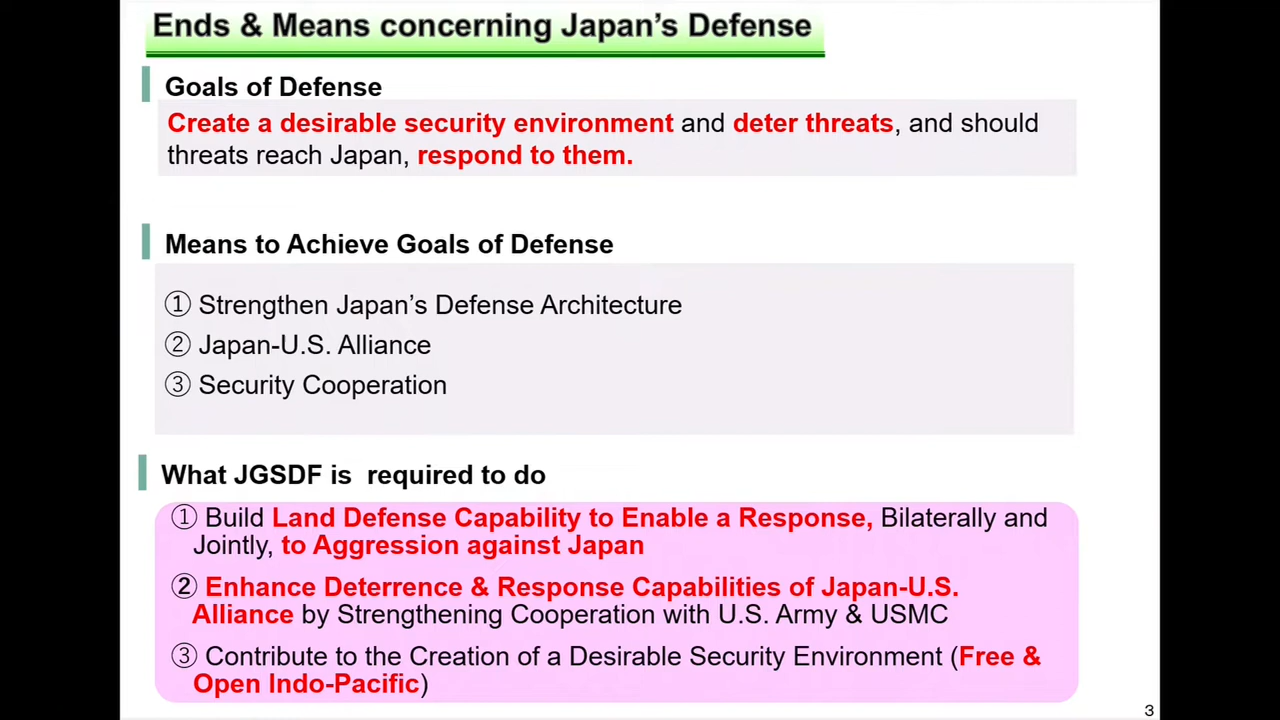 Ends & Means concerning Japan’s Defense
Goals of Defense
Create a desirable security environment and deter threats, and should
threats reach Japan, respond to them.
Means to Achieve Goals of Defense
① Strengthen Japan’s Defense Architecture
② Japan-U.S. Alliance
③ Security Cooperation
What JGSDF is  required to do
① Build Land Defense Capability to Enable a Response, Bilaterally and
Jointly, to Aggression against Japan
② Enhance Deterrence & Response Capabilities of Japan-U.S.
Alliance by Strengthening Cooperation with U.S. Army & USMC
③ Contribute to the Creation of a Desirable Security Environment (Free &
Open Indo-Pacific)
3